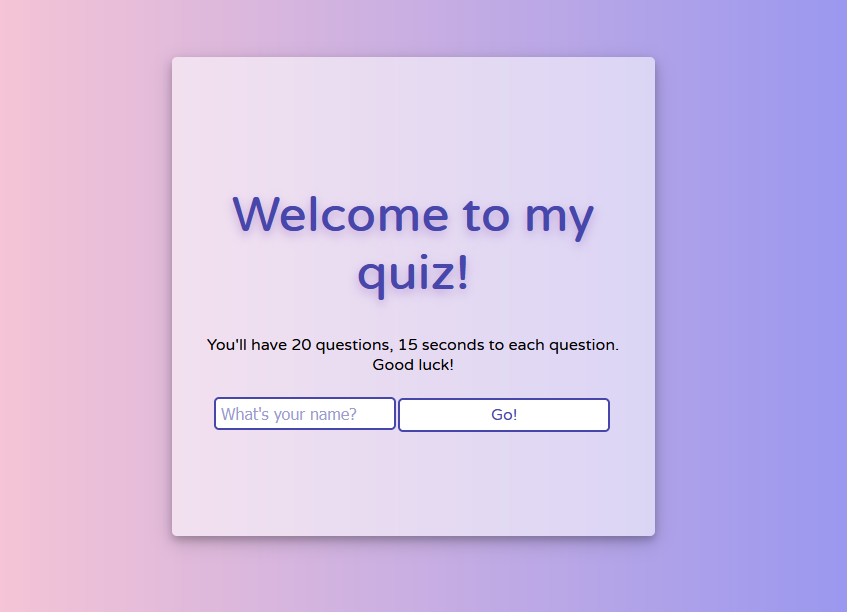 Welcome to my
quiz!
You'll have 20 questions, 15 seconds to each question.
Good luck!
What's your name?
Go!